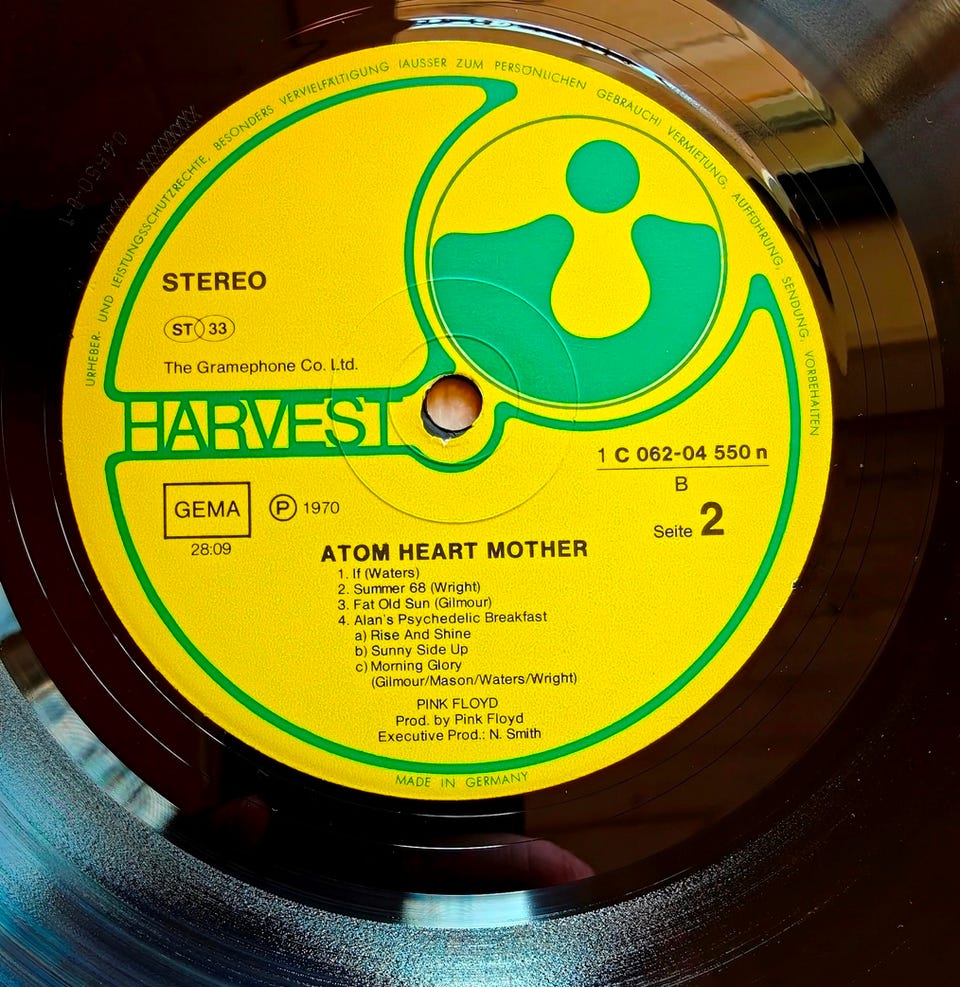 URHEBER- UND LEISTUNGSSCHUTZRECHTE, BESONDERS VERVIELFÄLTIGUNG (AUSSER ZUM PERSÖNLICHEN GEBRAUCH) VERMIETUNG, AUFFÜHRUNG, SENDUNG, VORBEHALTEN
STEREO
ST 33
The Gramephone Co. Ltd.
HARVEST
1 C 062-04 550 n
B
Seite 2
GEMA
℗ 1970
28:09
ATOM HEART MOTHER
1. If (Waters)
2. Summer 68 (Wright)
3. Fat Old Sun (Gilmour)
4. Alan's Psychedelic Breakfast
a) Rise And Shine
b) Sunny Side Up
c) Morning Glory
(Gilmour/Mason/Waters/Wright)
PINK FLOYD
Prod. by Pink Floyd
Executive Prod.: N. Smith
MADE IN GERMANY